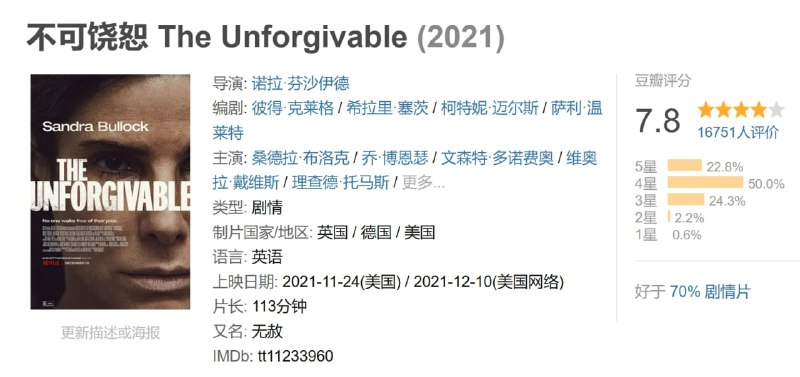 不可饶恕 The Unforgivable (2021)
Sandra Bullock
THE
UNFORGIVABLE
No one walks free of their past.
NETFLIX
DECEMBER 10
更新描述或海报
导演: 诺拉·芬沙伊德
编剧: 彼得·克莱格 / 希拉里·塞茨 / 柯特妮·迈尔斯 / 萨利·温
莱特
主演: 桑德拉·布洛克 / 乔·博恩瑟 / 文森特·多诺费奥 / 维奥
拉·戴维斯 / 理查德·托马斯 / 更多...
类型: 剧情
制片国家/地区: 英国 / 德国 / 美国
语言: 英语
上映日期: 2021-11-24(美国) / 2021-12-10(美国网络)
片长: 113分钟
又名: 无赦
IMDb: tt11233960
豆瓣评分
7.8
16751人评价
5星 22.8%
4星 50.0%
3星 24.3%
2星 2.2%
1星 0.6%
好于 70% 剧情片